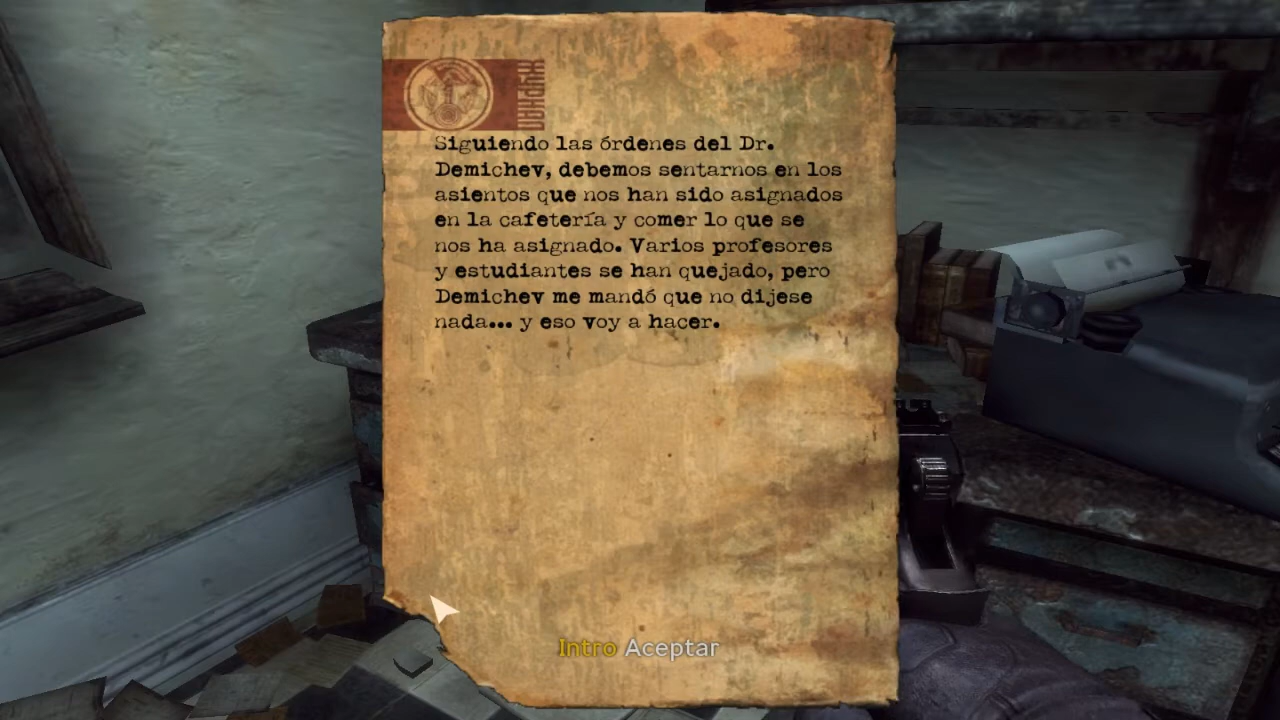 Siguiendo las órdenes del Dr.
Demichev, debemos sentarnos en los
asientos que nos han sido asignados
en la cafetería y comer lo que se
nos ha asignado. Varios profesores
y estudiantes se han quejado, pero
Demichev me mandó que no dijese
nada... y eso voy a hacer.
Intro Aceptar